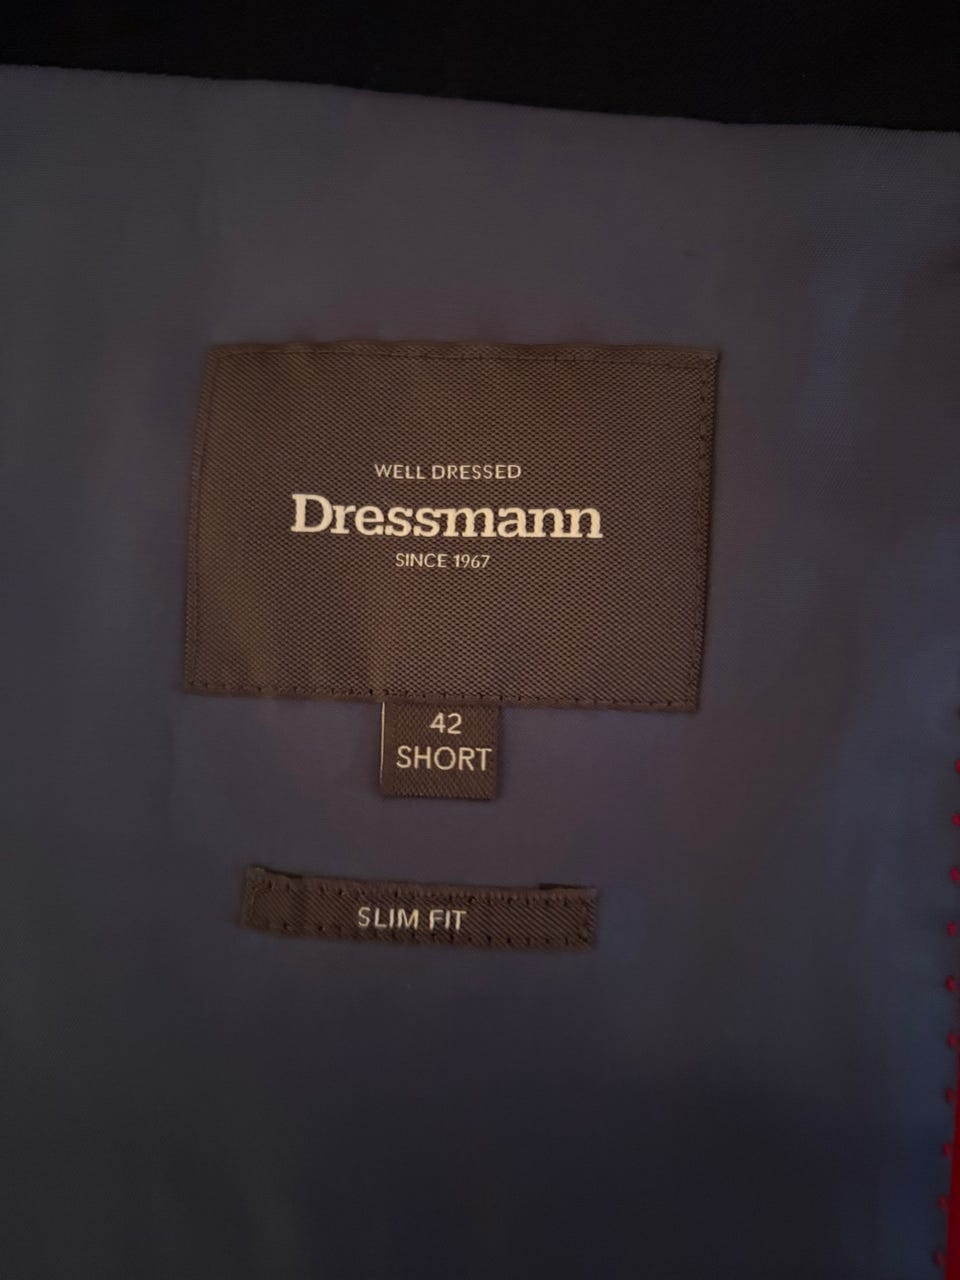 WELL DRESSED
Dressmann
SINCE 1967
42
SHORT
SLIM FIT